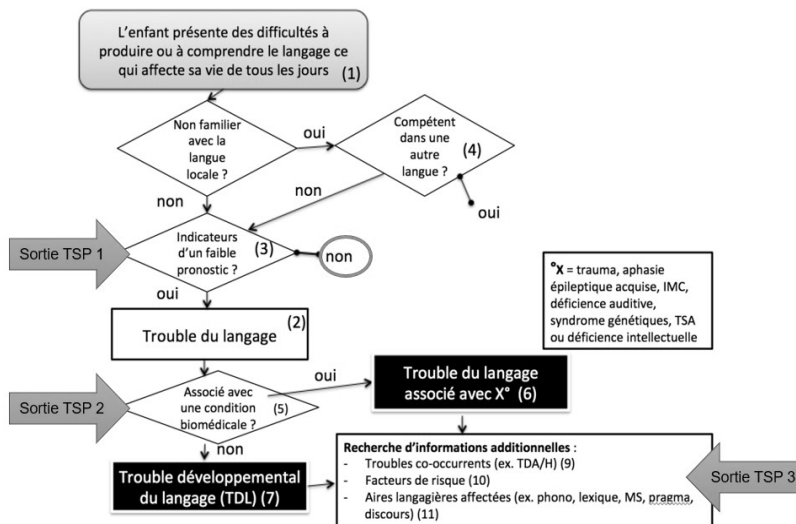 L'enfant présente des difficultés à
produire ou à comprendre le langage ce
qui affecte sa vie de tous les jours (1)
Non familier
avec la
langue
locale ?
oui
Compétent
dans une
autre
langue ?
(4)
non
non
oui
Sortie TSP 1
Indicateurs
d'un faible
pronostic ?
(3)
non
oui
°X = trauma, aphasie
épileptique acquise, IMC,
déficience auditive,
syndrome génétiques, TSA
ou déficience intellectuelle
Trouble du langage
(2)
Sortie TSP 2
Associé avec
une condition
biomédicale ?
(5)
oui
Trouble du langage
associé avec X° (6)
non
Trouble développemental
du langage (TDL) (7)
Recherche d'informations additionnelles :
- Troubles co-occurrents (ex. TDA/H) (9)
- Facteurs de risque (10)
- Aires langagières affectées (ex. phono, lexique, MS, pragma,
discours) (11)
Sortie TSP 3